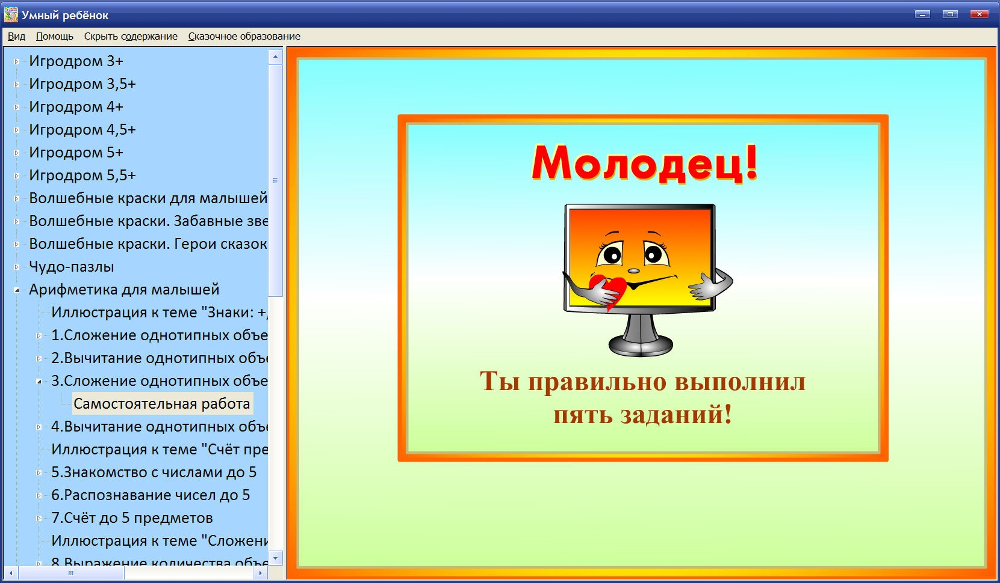 Умный ребёнок
Вид Помощь Скрыть содержание Сказочное образование
Игродром 3+
Игродром 3,5+
Игродром 4+
Игродром 4,5+
Игродром 5+
Игродром 5,5+
Волшебные краски для малышей
Волшебные краски. Забавные зве
Волшебные краски. Герои сказок
Чудо-пазлы
Арифметика для малышей
Иллюстрация к теме "Знаки: +,
1.Сложение однотипных объе
2.Вычитание однотипных объе
3.Сложение однотипных объе
Самостоятельная работа
4.Вычитание однотипных объе
Иллюстрация к теме "Счёт пре
5.Знакомство с числами до 5
6.Распознавание чисел до 5
7.Счёт до 5 предметов
Иллюстрация к теме "Сложени
8.Выражение количества объе
Молодец!
Ты правильно выполнил
пять заданий!